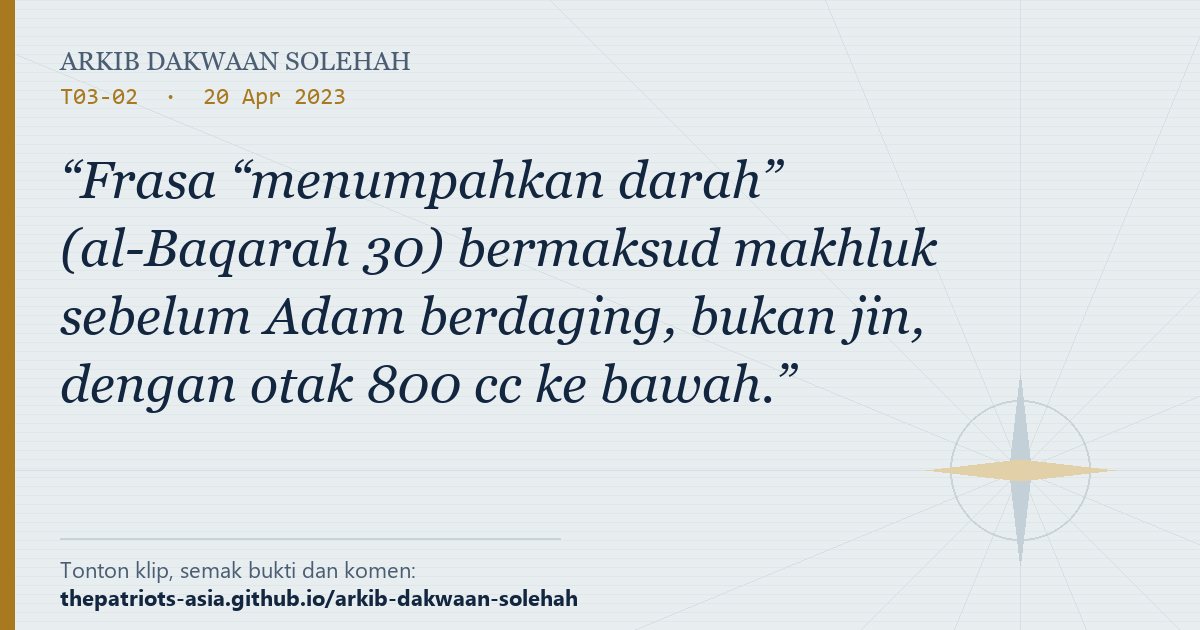 ARKIB DAKWAAN SOLEHAH
T03-02 · 20 Apr 2023
“Frasa “menumpahkan darah”
(al-Baqarah 30) bermaksud makhluk
sebelum Adam berdaging, bukan jin,
dengan otak 800 cc ke bawah.”
Tonton klip, semak bukti dan komen:
thepatriots-asia.github.io/arkib-dakwaan-solehah